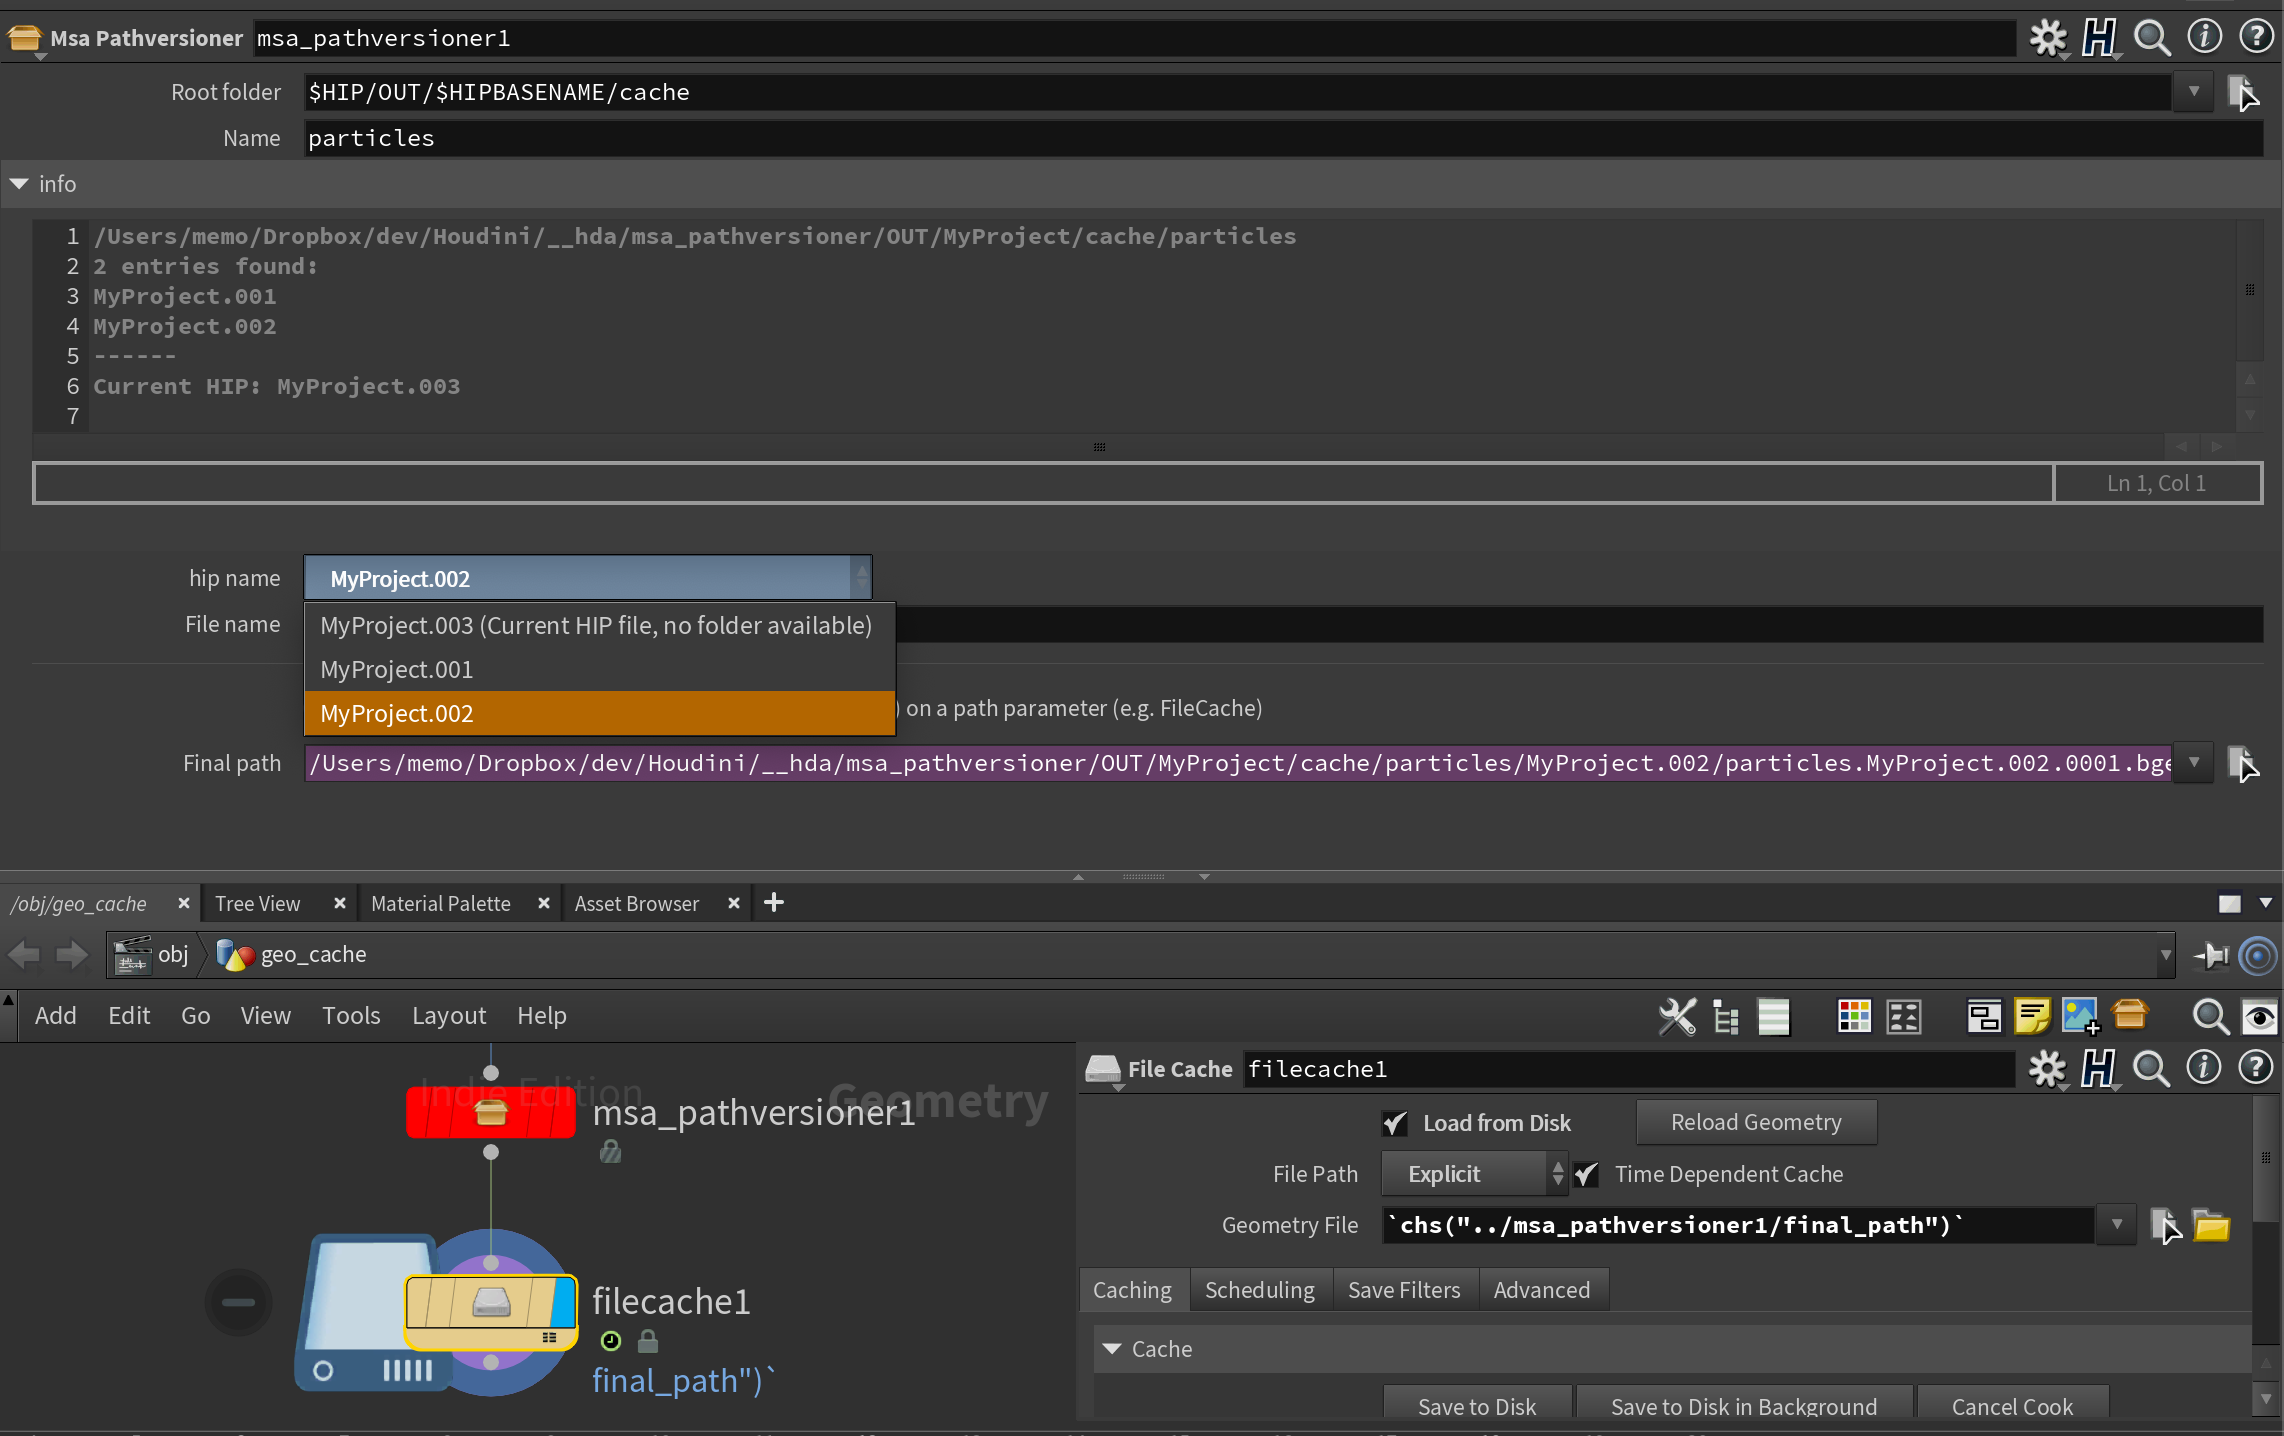 Msa Pathversioner msa_pathversioner1
Root folder $HIP/OUT/$HIPBASENAME/cache
Name particles
info
1 /Users/memo/Dropbox/dev/Houdini/__hda/msa_pathversioner/OUT/MyProject/cache/particles
2 2 entries found:
3 MyProject.001
4 MyProject.002
5 ------
6 Current HIP: MyProject.003
7
Ln 1, Col 1
hip name MyProject.002
File name
MyProject.003 (Current HIP file, no folder available)
MyProject.001
MyProject.002
) on a path parameter (e.g. FileCache)
Final path /Users/memo/Dropbox/dev/Houdini/__hda/msa_pathversioner/OUT/MyProject/cache/particles/MyProject.002/particles.MyProject.002.0001.bge
/obj/geo_cache Tree View Material Palette Asset Browser
obj geo_cache
Add Edit Go View Tools Layout Help
Indie Edition
Geometry
msa_pathversioner1
filecache1
final_path")`
File Cache filecache1
Load from Disk Reload Geometry
File Path Explicit Time Dependent Cache
Geometry File `chs("../msa_pathversioner1/final_path")`
Caching Scheduling Save Filters Advanced
Cache
Save to Disk Save to Disk in Background Cancel Cook